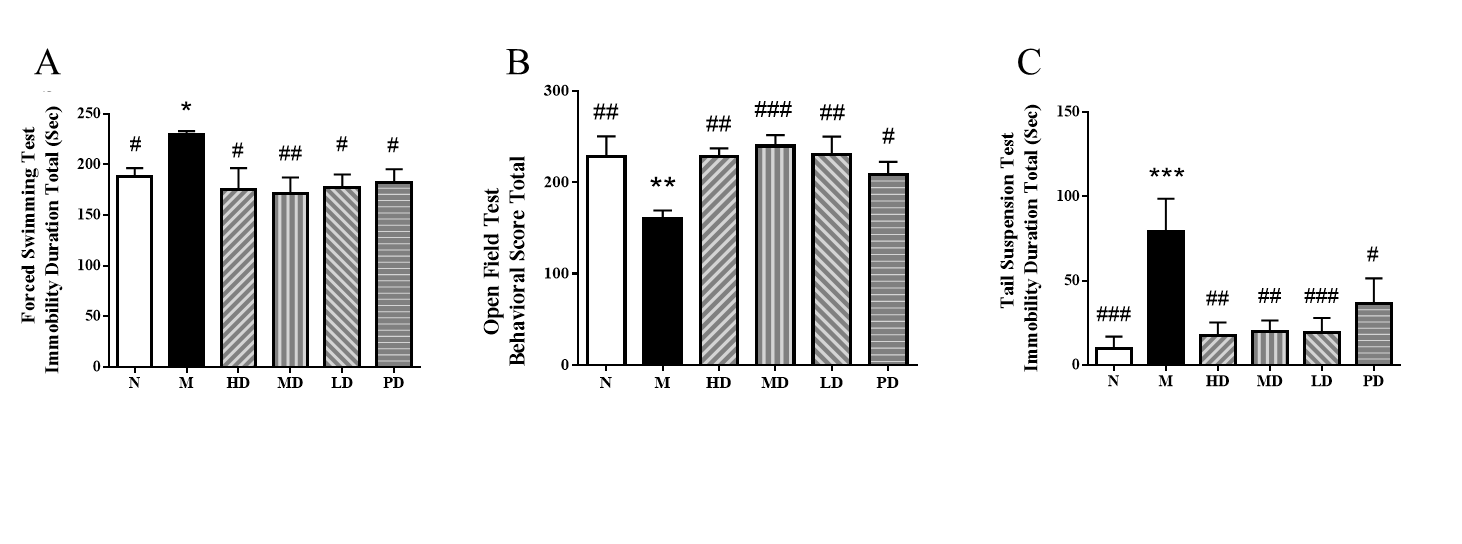 A
Forced Swimming Test
Immobility Duration Total (Sec)
250
200
150
100
50
0
#
*
#
##
#
#
N M HD MD LD PD
B
Open Field Test
Behavioral Score Total
300
200
100
0
##
**
##
###
##
#
N M HD MD LD PD
C
Tail Suspension Test
Immobility Duration Total (Sec)
150
100
50
0
###
***
##
##
###
#
N M HD MD LD PD